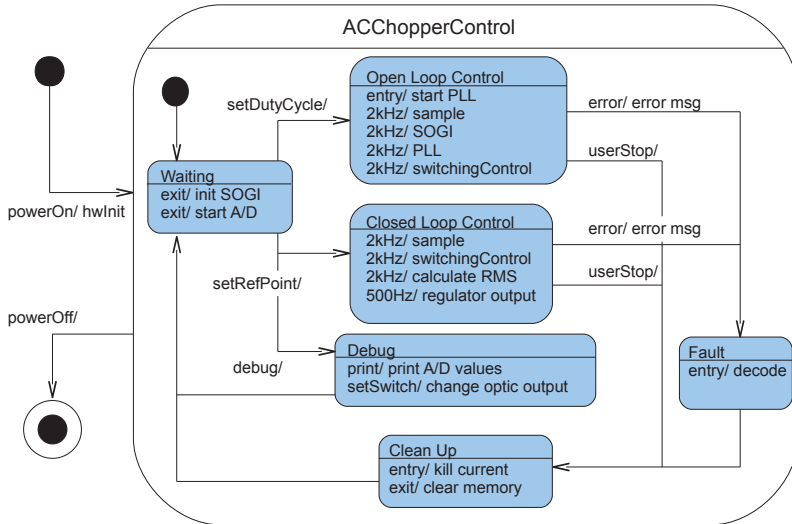 ACChopperControl
Open Loop Control
entry/ start PLL
2kHz/ sample
2kHz/ SOGI
2kHz/ PLL
2kHz/ switchingControl
setDutyCycle/
error/ error msg
userStop/
Waiting
exit/ init SOGI
exit/ start A/D
powerOn/ hwInit
Closed Loop Control
2kHz/ sample
2kHz/ switchingControl
2kHz/ calculate RMS
500Hz/ regulator output
error/ error msg
userStop/
setRefPoint/
powerOff/
debug/
Debug
print/ print A/D values
setSwitch/ change optic output
Fault
entry/ decode
Clean Up
entry/ kill current
exit/ clear memory